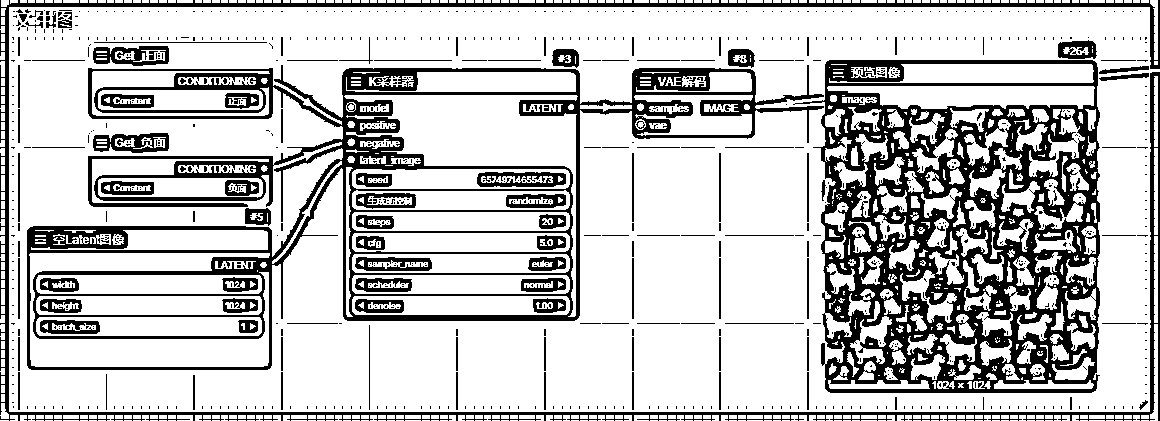 文生图
Get_正面
CONDITIONING
Constant 正面
Get_负面
CONDITIONING
Constant 负面
#5
空Latent图像
LATENT
width 1024
height 1024
batch_size 1
#3
K采样器
model LATENT
positive
negative
latent_image
seed 65749714655473
生成后控制 randomize
steps 20
cfg 5.0
sampler_name euler
scheduler normal
denoise 1.00
#8
VAE解码
samples IMAGE
vae
#264
预览图像
images
1024 × 1024